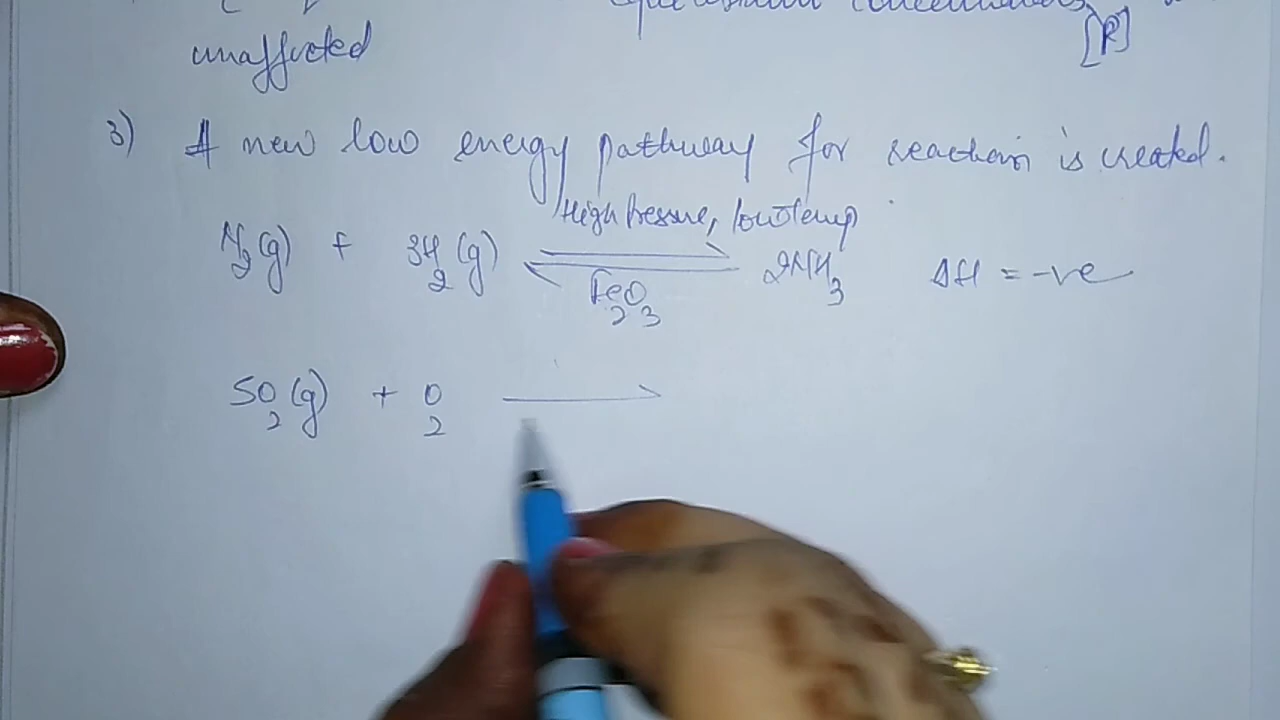 [R]
unaffected
3) A new low energy pathway for reaction is created.
High Pressure, low Temp
N2(g) + 3H2(g) ⇌ 2NH3 ΔH = -ve
Fe2O3
SO2(g) + O2 →